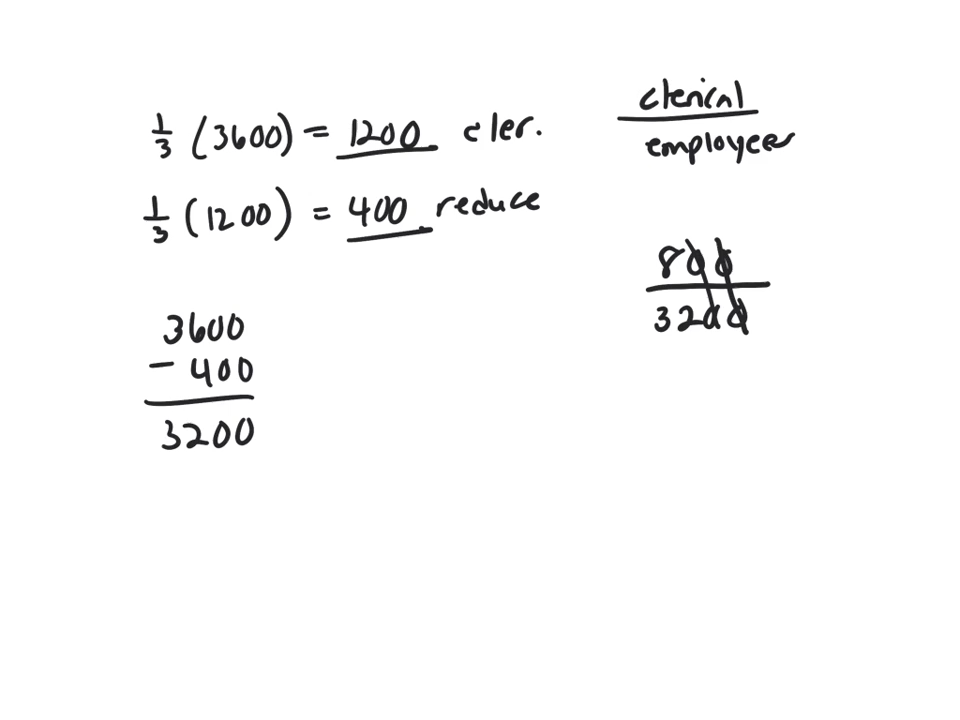 1/3 (3600) = 1200 cler.
1/3 (1200) = 400 reduce
3600
- 400
3200
clerical
employees
800
3200